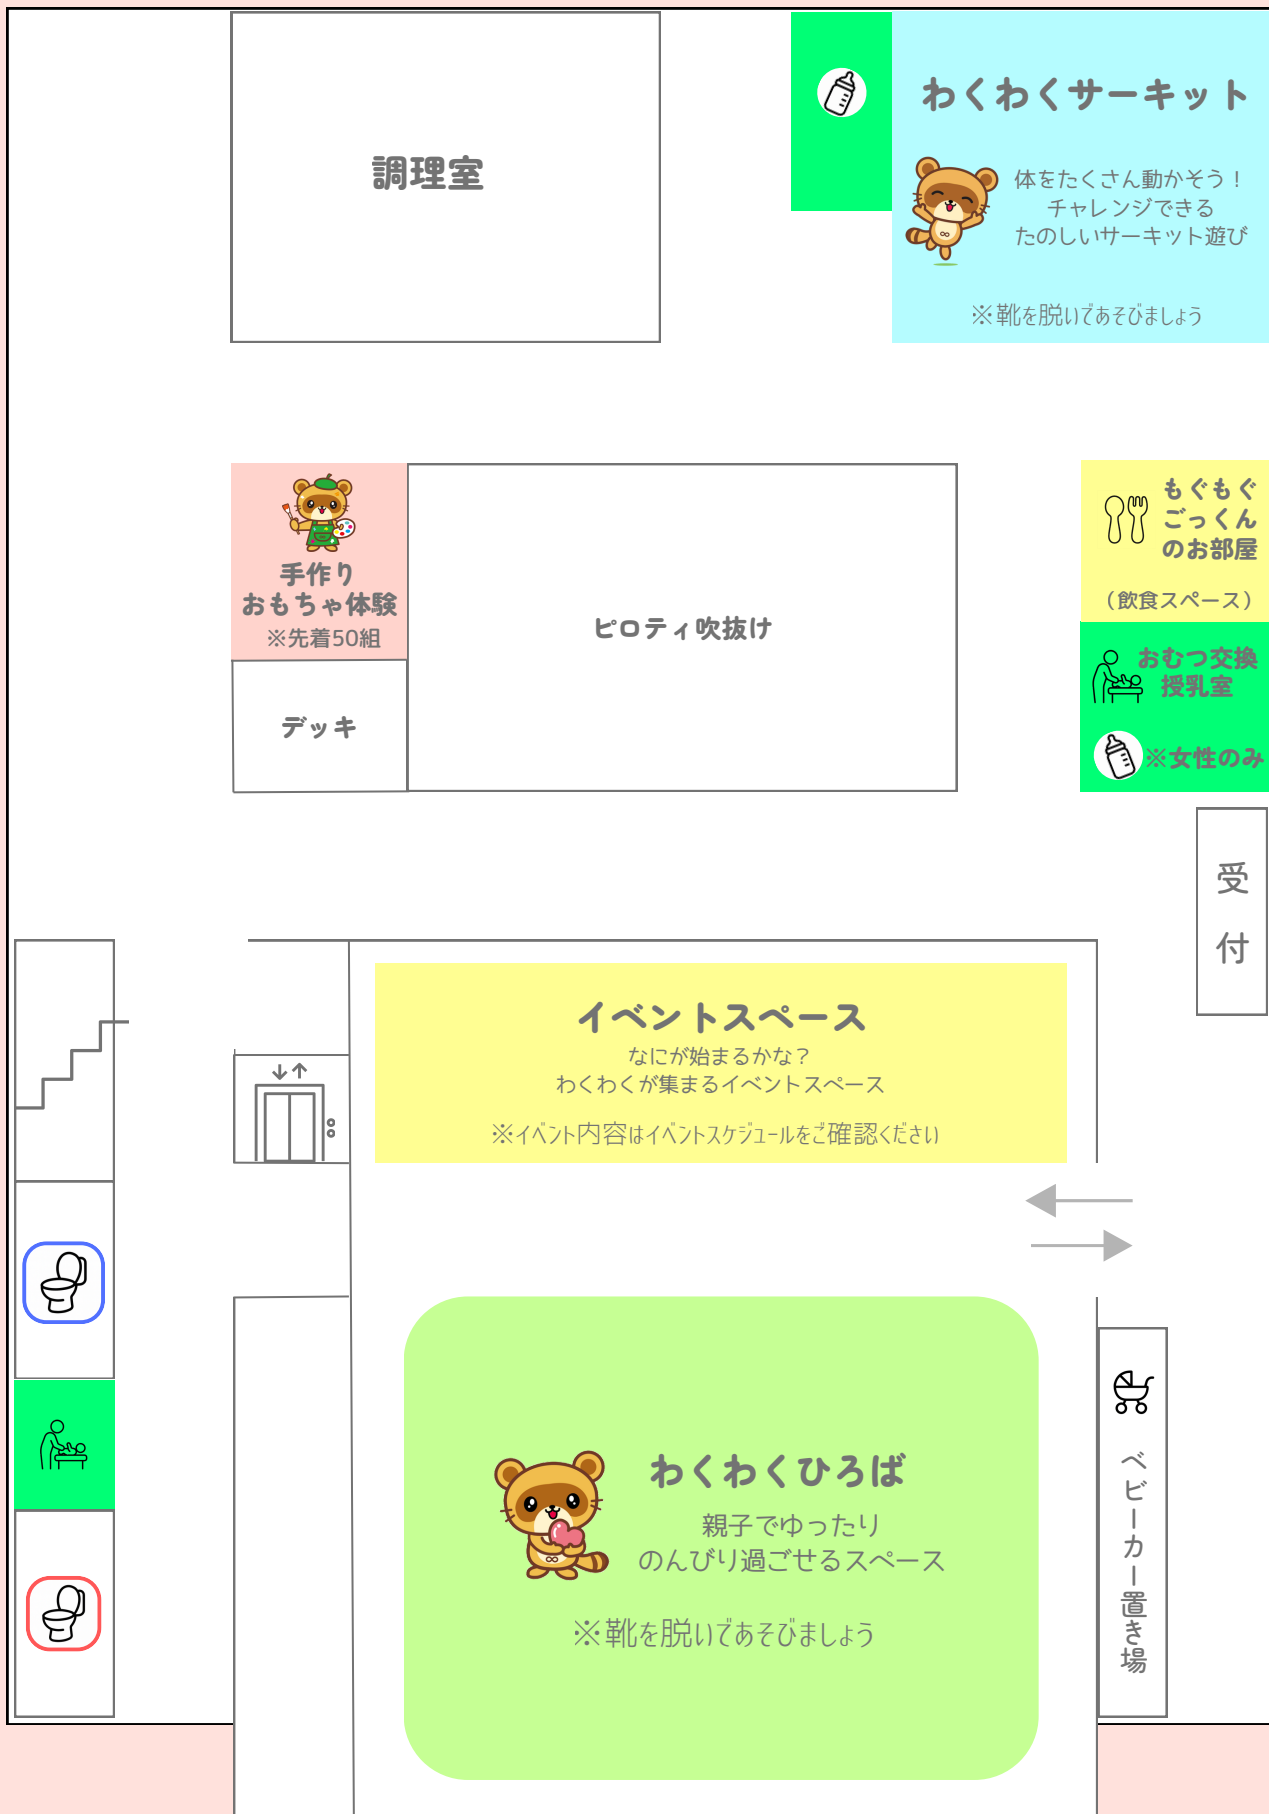 調理室
わくわくサーキット
体をたくさん動かそう！
チャレンジできる
たのしいサーキット遊び
※靴を脱いであそびましょう
手作り
おもちゃ体験
※先着50組
デッキ
ピロティ吹抜け
もぐもぐ
ごっくん
のお部屋
（飲食スペース）
おむつ交換
授乳室
※女性のみ
受付
イベントスペース
なにが始まるかな？
わくわくが集まるイベントスペース
※イベント内容はイベントスケジュールをご確認ください
わくわくひろば
親子でゆったり
のんびり過ごせるスペース
※靴を脱いであそびましょう
ベビーカー置き場